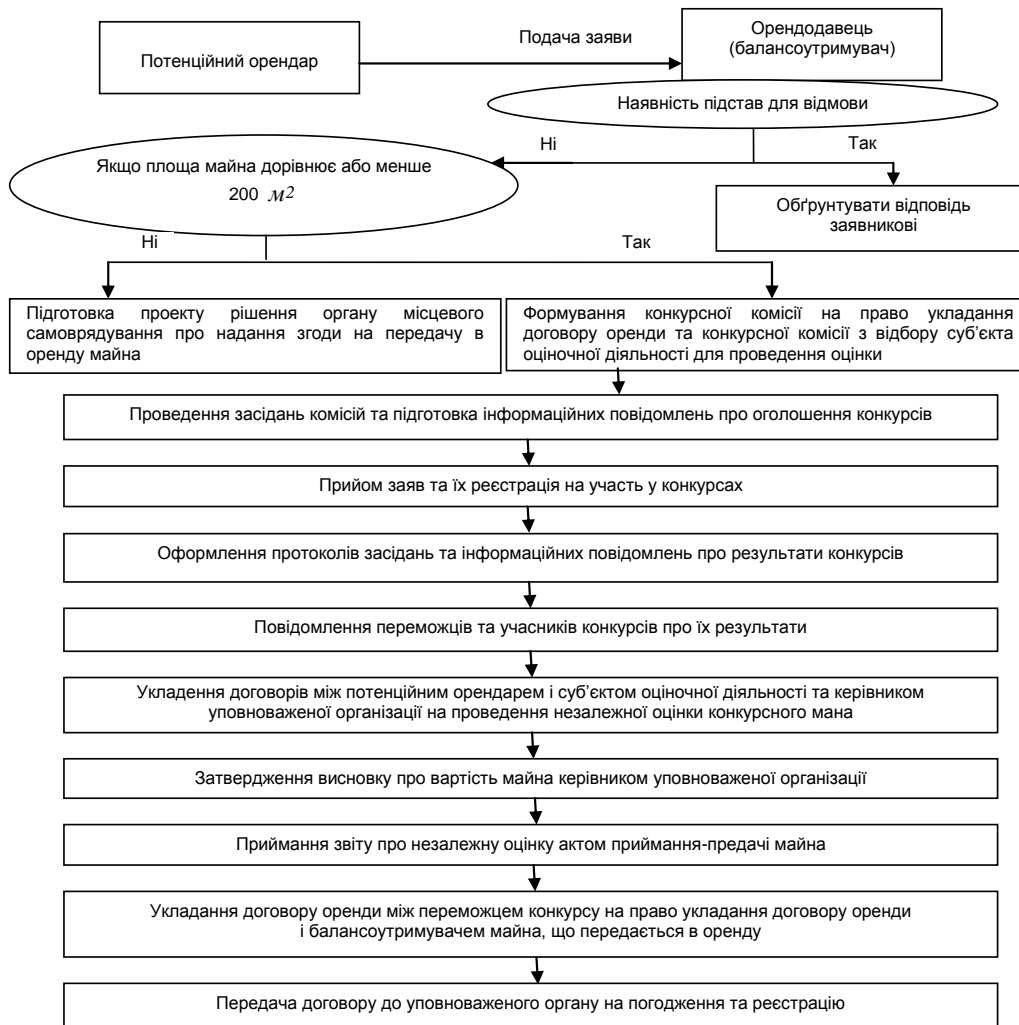 Потенційний орендар
Подача заяви
Орендодавець
(балансоутримувач)
Наявність підстав для відмови
Ні
Так
Якщо площа майна дорівнює або менше
200 м2
Обґрунтувати відповідь
заявникові
Ні
Так
Підготовка проекту рішення органу місцевого
самоврядування про надання згоди на передачу в
оренду майна
Формування конкурсної комісії на право укладання
договору оренди та конкурсної комісії з відбору суб’єкта
оціночної діяльності для проведення оцінки
Проведення засідань комісій та підготовка інформаційних повідомлень про оголошення конкурсів
Прийом заяв та їх реєстрація на участь у конкурсах
Оформлення протоколів засідань та інформаційних повідомлень про результати конкурсів
Повідомлення переможців та учасників конкурсів про їх результати
Укладення договорів між потенційним орендарем і суб’єктом оціночної діяльності та керівником
уповноваженої організації на проведення незалежної оцінки конкурсного мана
Затвердження висновку про вартість майна керівником уповноваженої організації
Приймання звіту про незалежну оцінку актом приймання-предачі майна
Укладання договору оренди між переможцем конкурсу на право укладання договору оренди
і балансоутримувачем майна, що передається в оренду
Передача договору до уповноваженого органу на погодження та реєстрацію